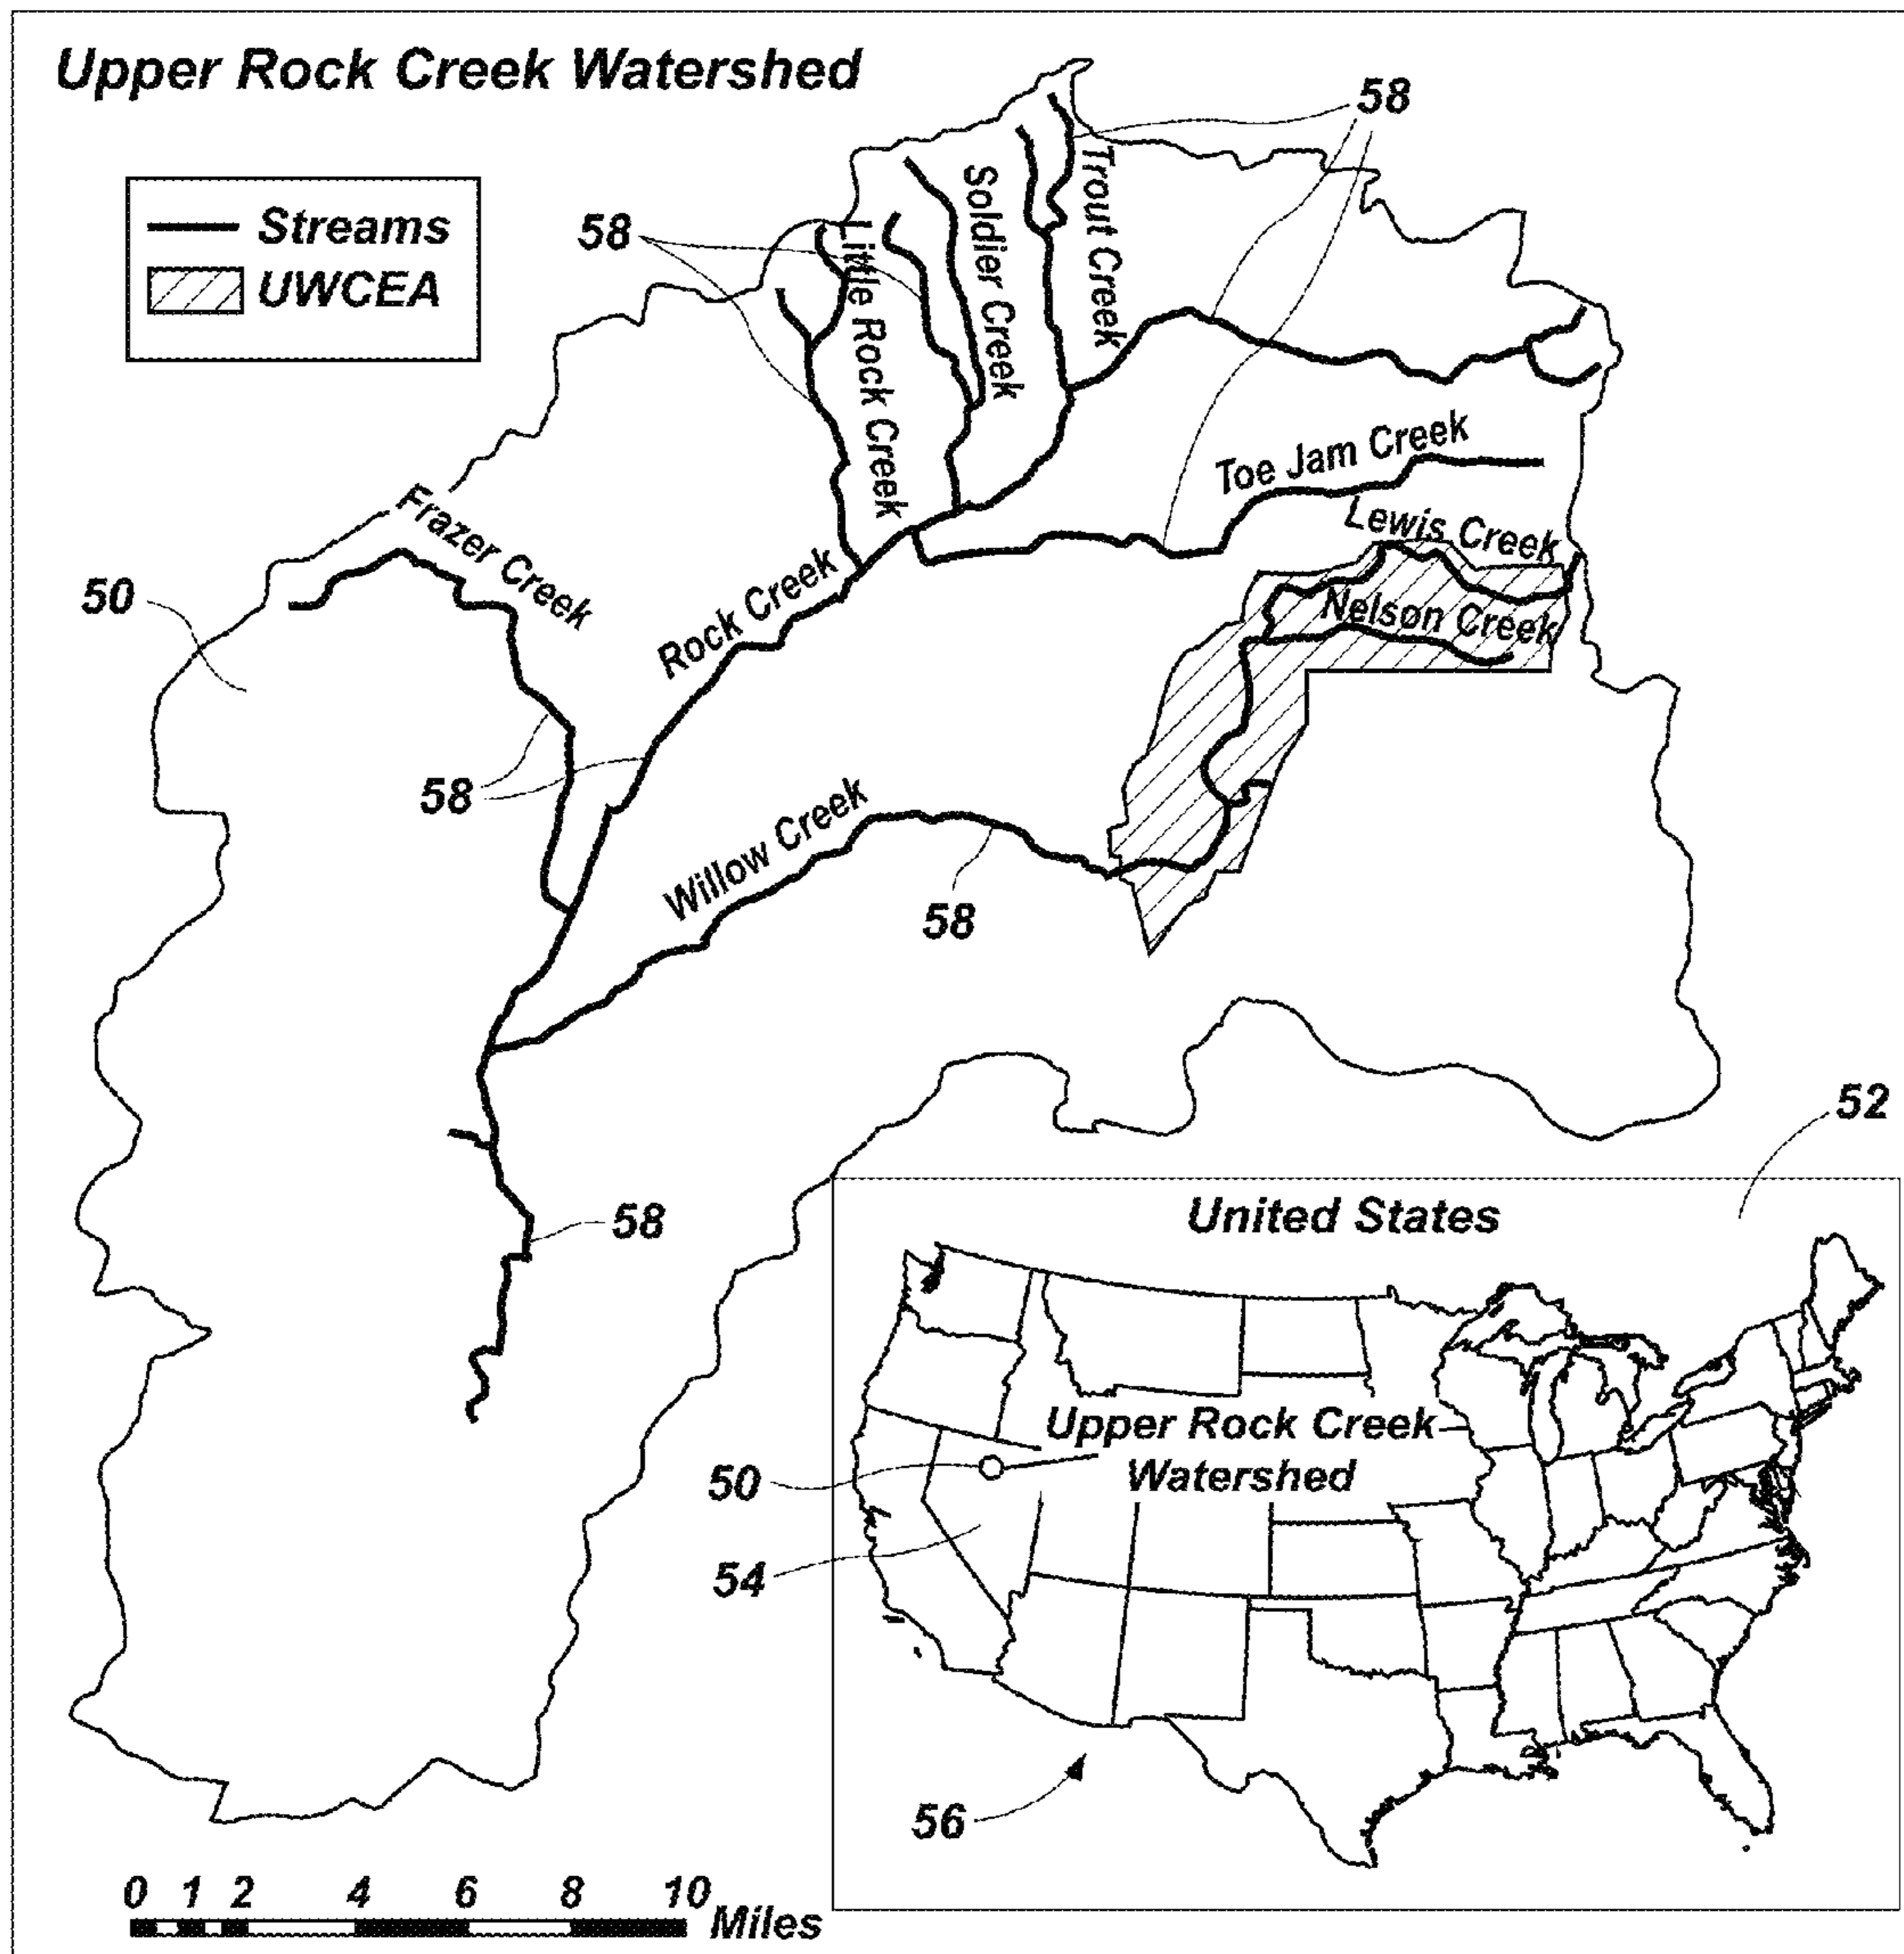 Upper Rock Creek Watershed
58
Streams
UWCEA
58
Trout Creek
Soldier Creek
Little Rock Creek
Toe Jam Creek
Lewis Creek
Frazer Creek
50
Nelson Creek
Rock Creek
58
Willow Creek
58
52
58
United States
Upper Rock Creek
Watershed
50
54
56
0 1 2 4 6 8 10 Miles